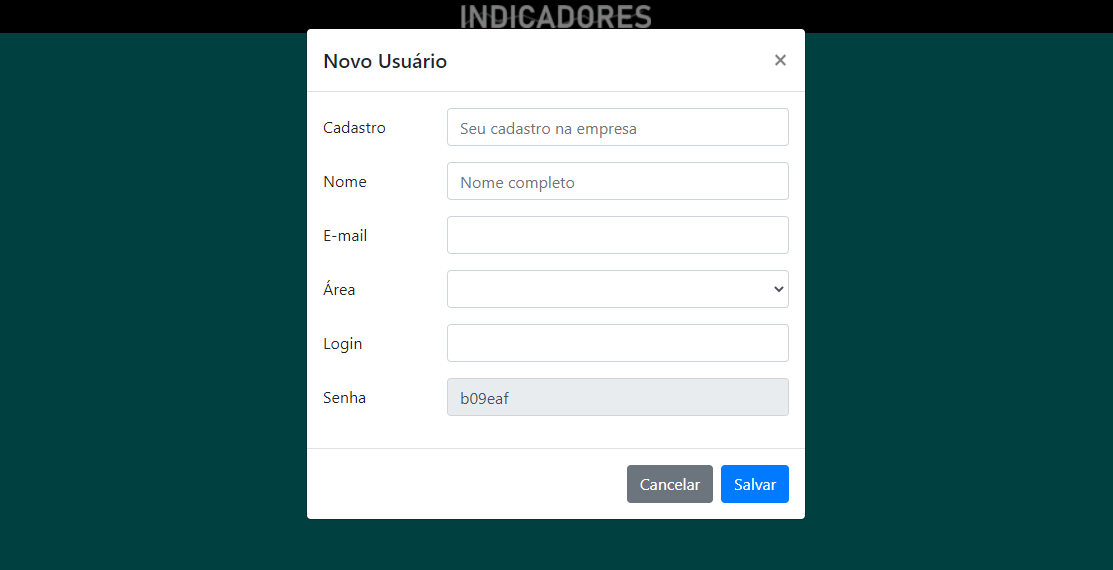 INDICADORES
Novo Usuário ×
Cadastro Seu cadastro na empresa
Nome Nome completo
E-mail
Área
Login
Senha b09eaf
Cancelar Salvar